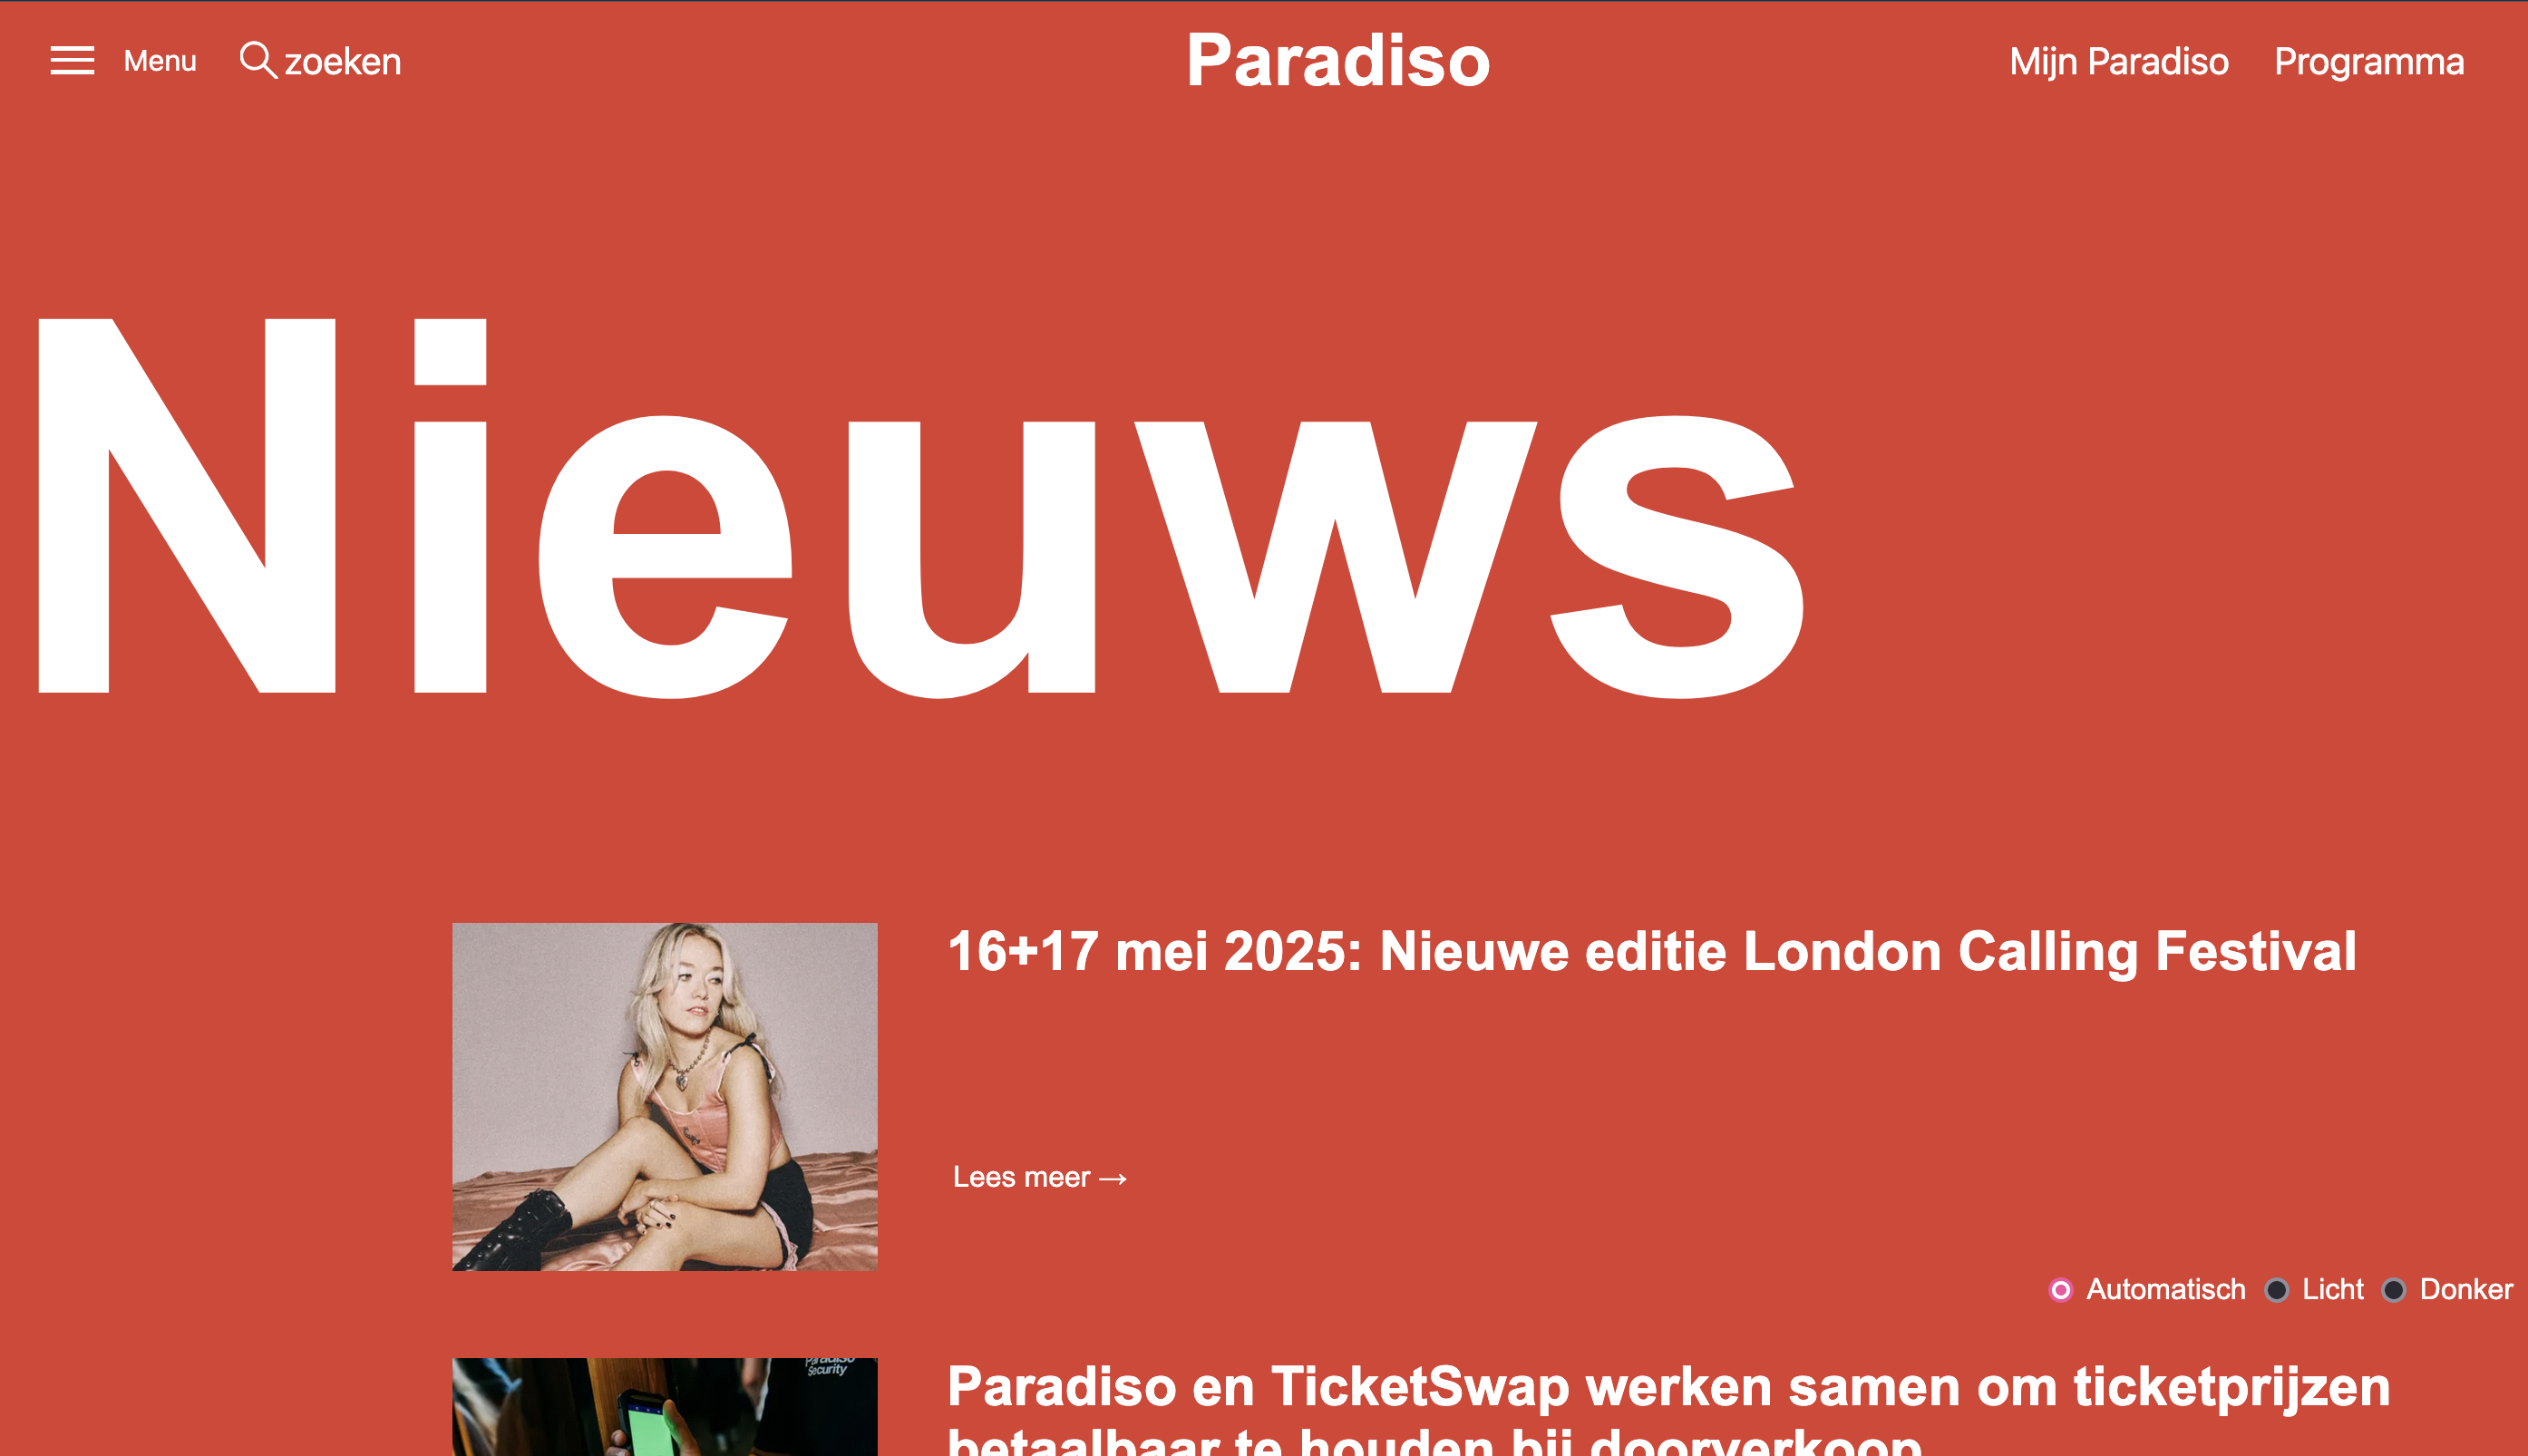 Menu
zoeken
Paradiso
Mijn Paradiso
Programma
Nieuws
16+17 mei 2025: Nieuwe editie London Calling Festival
Lees meer →
Automatisch
Licht
Donker
Paradiso
Security
Paradiso en TicketSwap werken samen om ticketprijzen
betaalbaar te houden bij doorverkoop